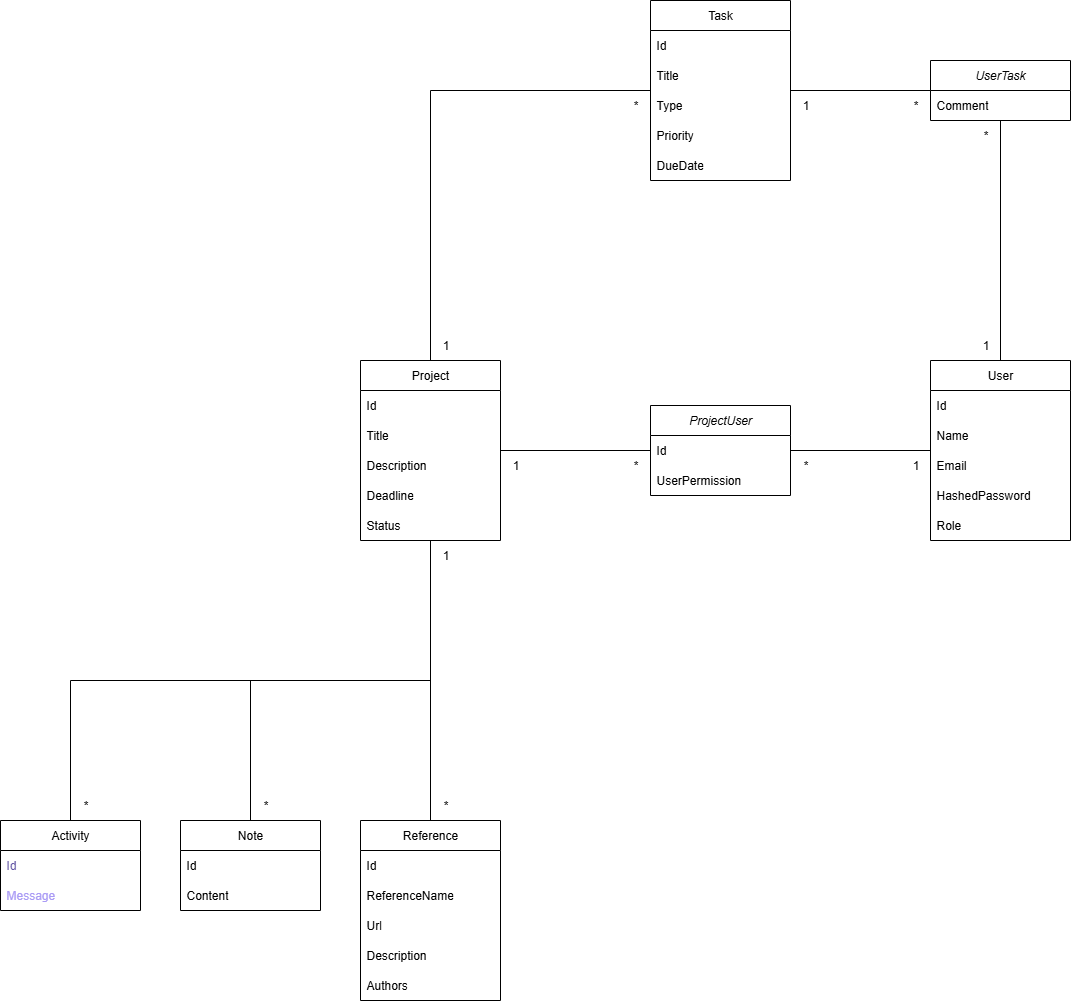 Task
Id
Title
Type
Priority
DueDate
*
1
*
UserTask
Comment
*
1
1
Project
Id
Title
Description
Deadline
Status
1
*
ProjectUser
Id
UserPermission
*
1
User
Id
Name
Email
HashedPassword
Role
1
*
*
*
Activity
Id
Message
Note
Id
Content
Reference
Id
ReferenceName
Url
Description
Authors